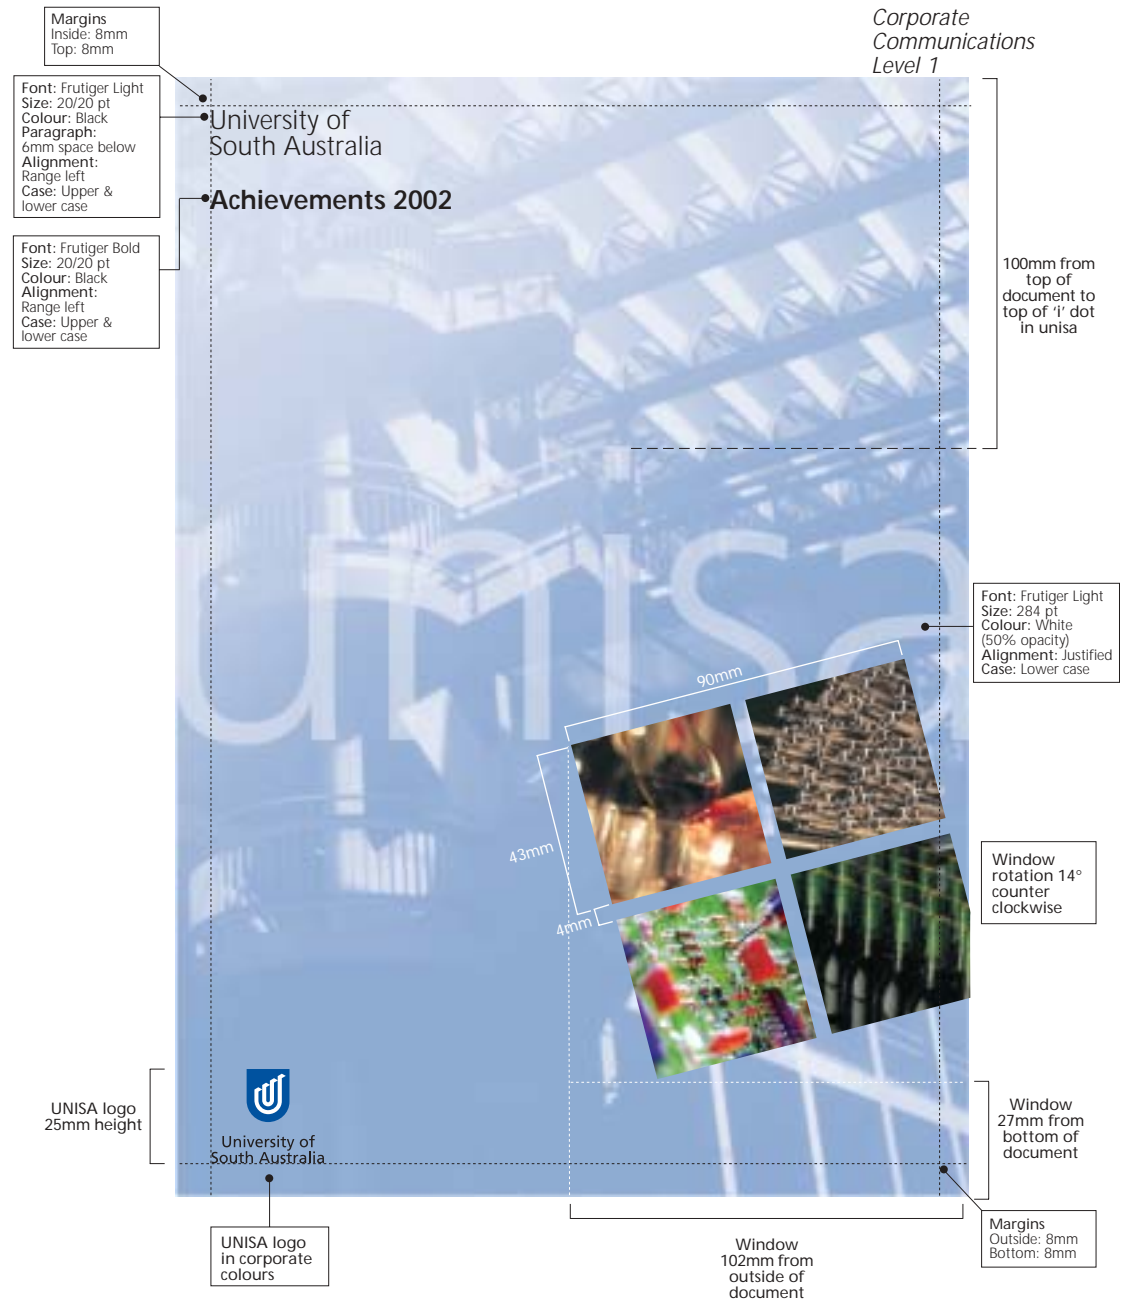 Margins
Inside: 8mm
Top: 8mm
Corporate
Communications
Level 1
Font: Frutiger Light
Size: 20/20 pt
Colour: Black
Paragraph:
6mm space below
Alignment:
Range left
Case: Upper &
lower case
University of
South Australia
Achievements 2002
Font: Frutiger Bold
Size: 20/20 pt
Colour: Black
Alignment:
Range left
Case: Upper &
lower case
100mm from
top of
document to
top of ‘i’ dot
in unisa
unisa
Font: Frutiger Light
Size: 284 pt
Colour: White
(50% opacity)
Alignment: Justified
Case: Lower case
90mm
43mm
4mm
Window
rotation 14°
counter
clockwise
UNISA logo
25mm height
University of
South Australia
Window
27mm from
bottom of
document
UNISA logo
in corporate
colours
Window
102mm from
outside of
document
Margins
Outside: 8mm
Bottom: 8mm